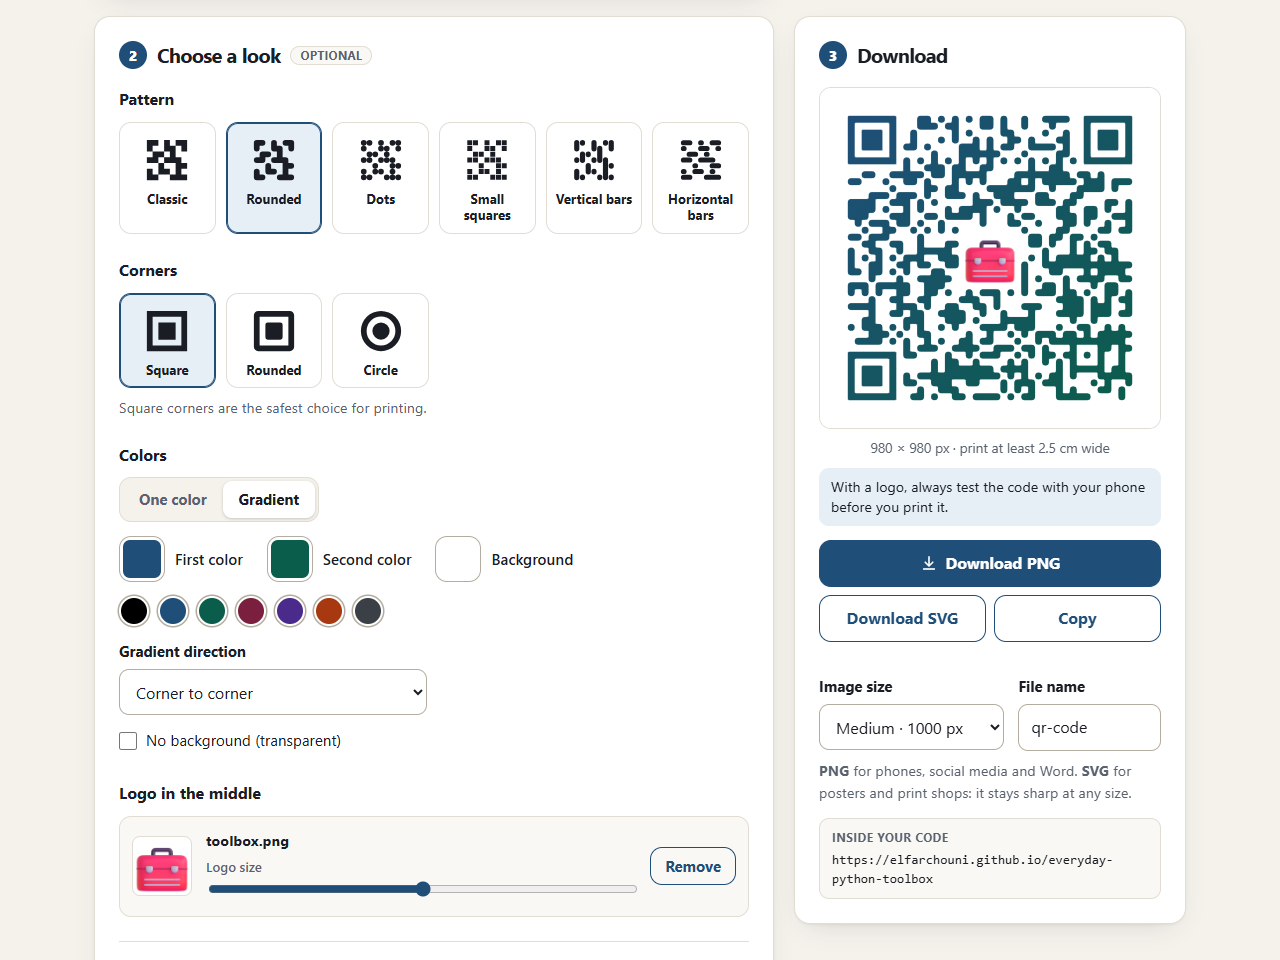 2 Choose a look OPTIONAL
Pattern
Classic
Rounded
Dots
Small
squares
Vertical bars
Horizontal
bars
Corners
Square
Rounded
Circle
Square corners are the safest choice for printing.
Colors
One color Gradient
First color Second color Background
Gradient direction
Corner to corner
No background (transparent)
Logo in the middle
toolbox.png
Logo size
Remove
3 Download
980 × 980 px · print at least 2.5 cm wide
With a logo, always test the code with your phone
before you print it.
Download PNG
Download SVG Copy
Image size File name
Medium · 1000 px qr-code
PNG for phones, social media and Word. SVG for
posters and print shops: it stays sharp at any size.
INSIDE YOUR CODE
https://elfarchouni.github.io/everyday-
python-toolbox